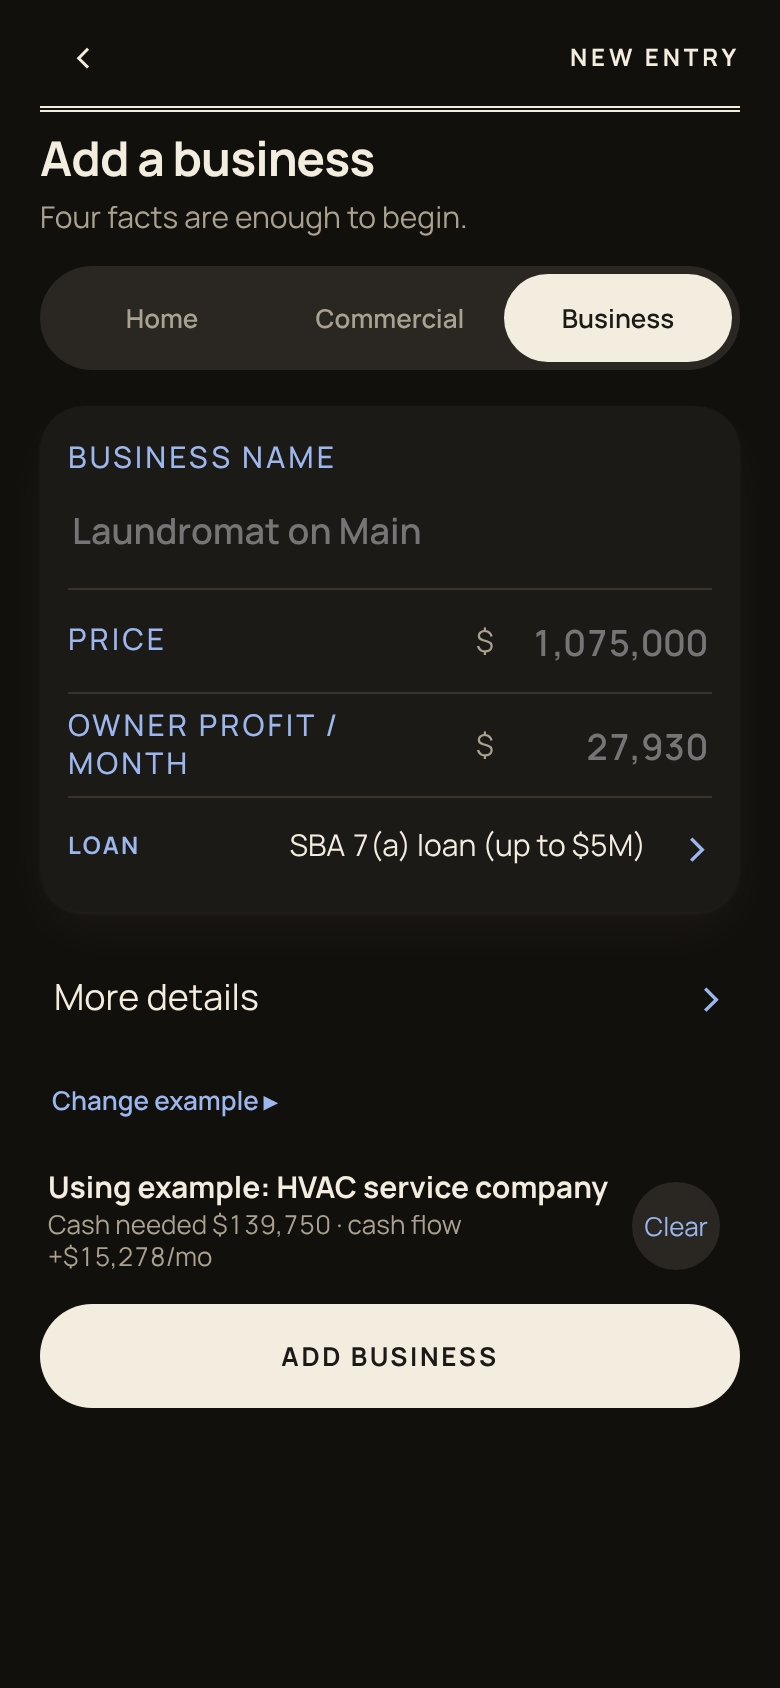 NEW ENTRY
Add a business
Four facts are enough to begin.
Home Commercial Business
BUSINESS NAME
Laundromat on Main
PRICE $ 1,075,000
OWNER PROFIT /
MONTH $ 27,930
LOAN SBA 7(a) loan (up to $5M)
More details
Change example ▸
Using example: HVAC service company
Cash needed $139,750 · cash flow
+$15,278/mo
Clear
ADD BUSINESS